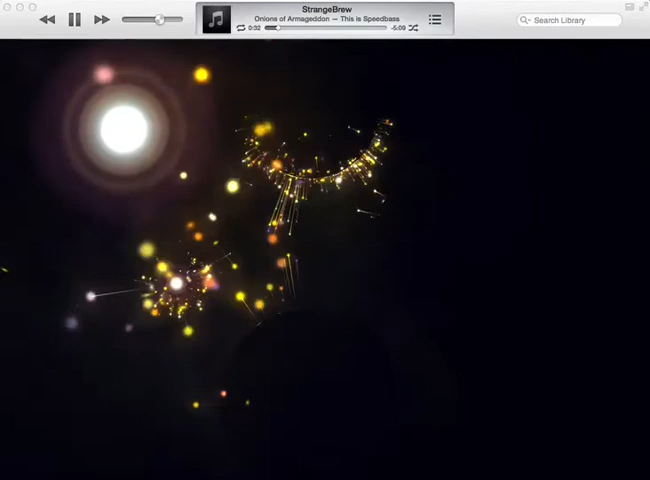 StrangeBrew
Onions of Armageddon — This is Speedbass
0:32
-5:09
Search Library